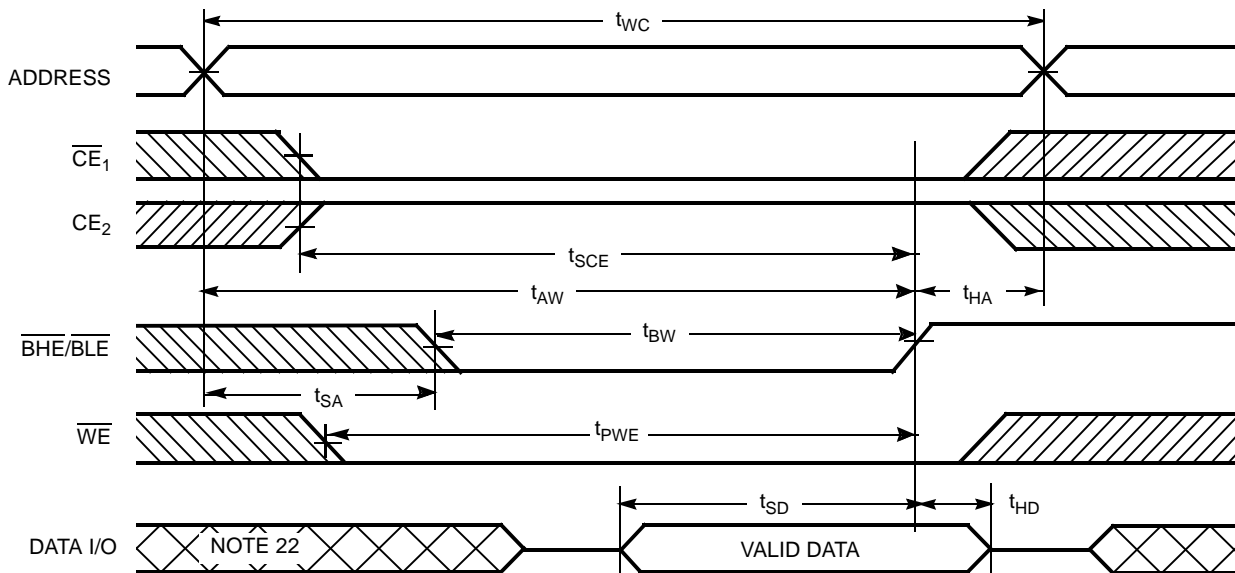 tWC
ADDRESS
CE1
CE2
tSCE
tAW
tHA
BHE/BLE
tBW
tSA
WE
tPWE
tSD
tHD
DATA I/O
NOTE 22
VALID DATA